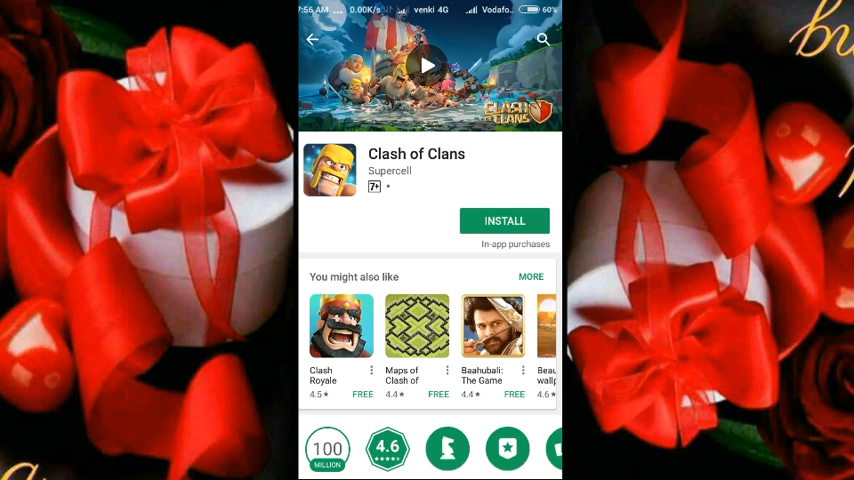 7:56 AM ... 0.00K/s venki 4G Vodafo.. 60%
CLASH
OF CLANS
Clash of Clans
Supercell
7+ •
INSTALL
In-app purchases
You might also like MORE
Clash Royale
4.5★ FREE
Maps of Clash of
4.4★ FREE
Baahubali: The Game
4.4★ FREE
Beau wallp
4.6★
100
MILLION
4.6
bu